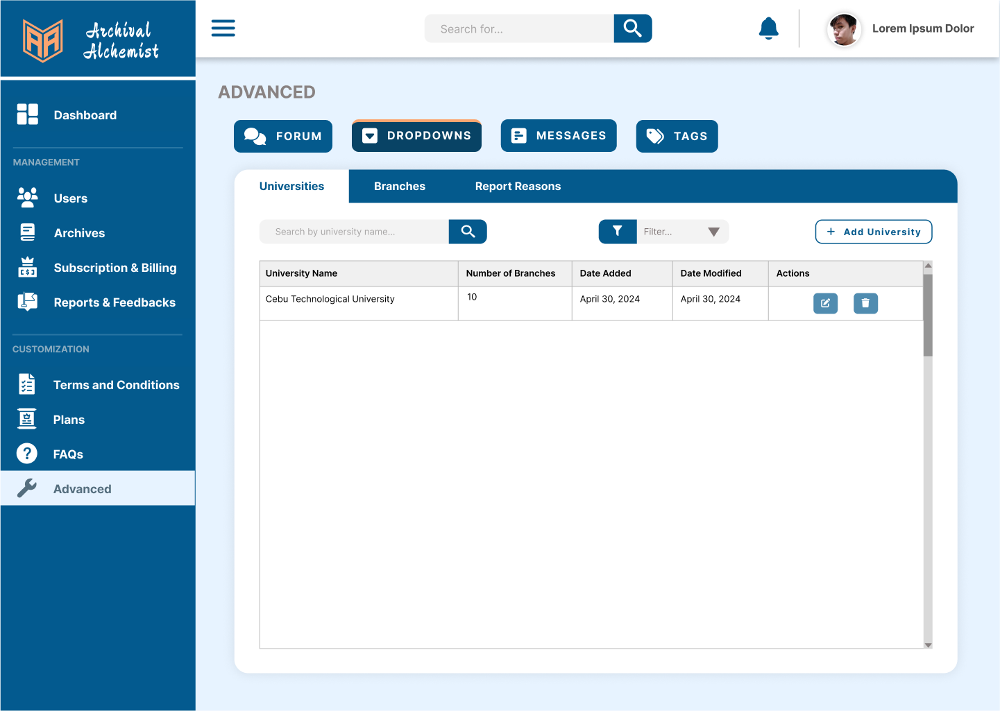 Archival
Alchemist
Search for...
Lorem Ipsum Dolor
Dashboard
MANAGEMENT
Users
Archives
Subscription & Billing
Reports & Feedbacks
CUSTOMIZATION
Terms and Conditions
Plans
FAQs
Advanced
ADVANCED
FORUM
DROPDOWNS
MESSAGES
TAGS
Universities
Branches
Report Reasons
Search by university name...
Filter...
+ Add University
University Name
Number of Branches
Date Added
Date Modified
Actions
Cebu Technological University
10
April 30, 2024
April 30, 2024